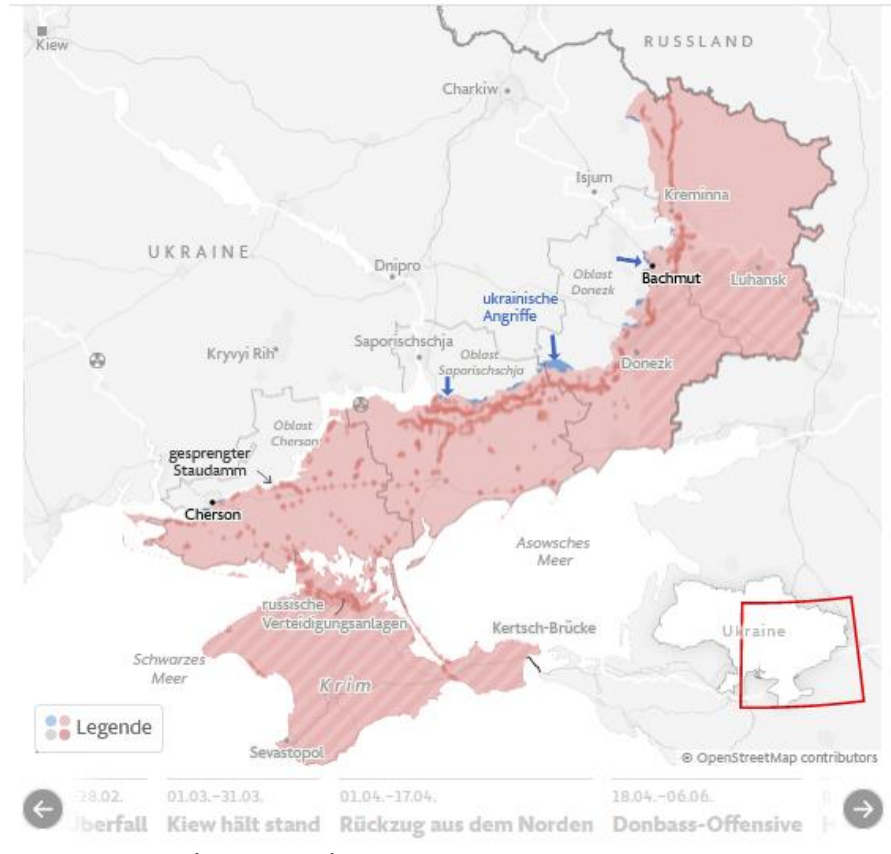 Kiew
RUSSLAND
Charkiw
Isjum
Kreminna
UKRAINE
Dnipro
Oblast
Donezk
Bachmut
Luhansk
ukrainische
Angriffe
Saporischschja
Kryvyi Rih
Oblast
Saporischschja
Donezk
Oblast
Cherson
gesprengter
Staudamm
Cherson
Asowsches
Meer
russische
Verteidigungsanlagen
Kertsch-Brücke
Ukraine
Schwarzes
Meer
Krim
Legende
Sevastopol
© OpenStreetMap contributors
28.02.
01.03.–31.03.
01.04.–17.04.
18.04.–06.06.
Kiew hält stand
Rückzug aus dem Norden
Donbass-Offensive